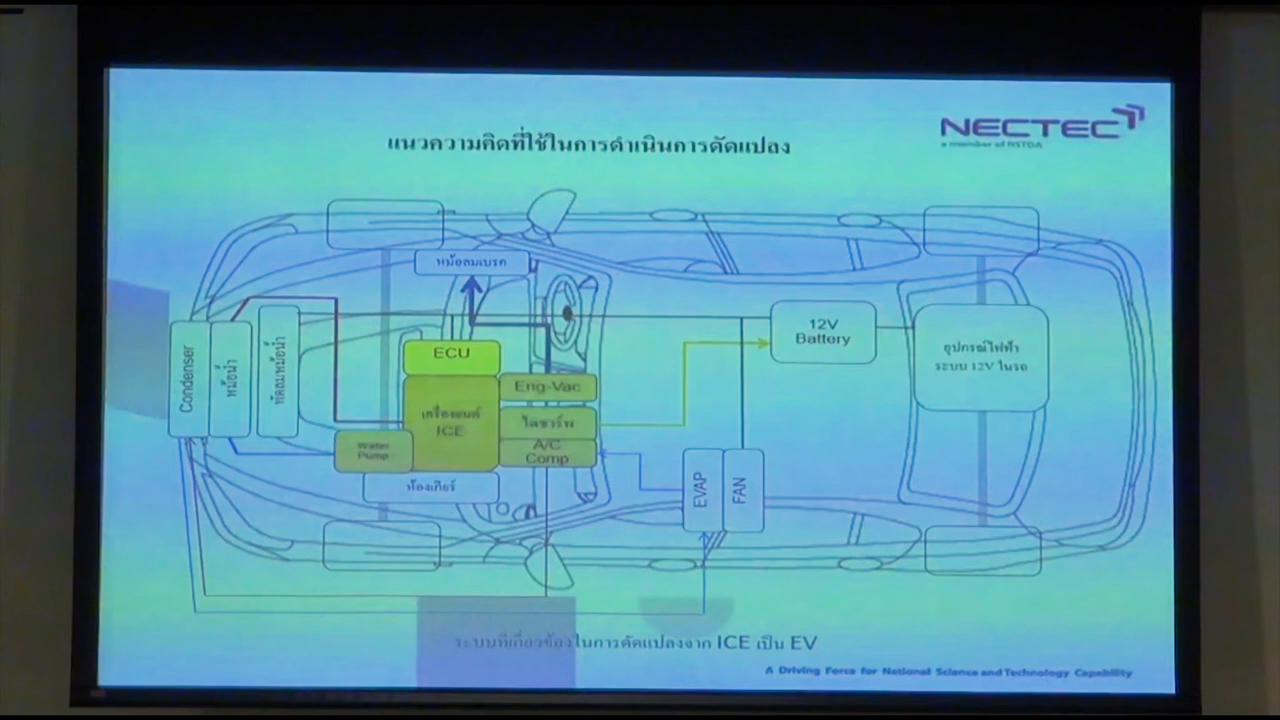 NECTEC
a member of NSTDA
แนวความคิดที่ใช้ในการดำเนินการดัดแปลง
หม้อลมเบรค
Condenser
หม้อน้ำ
พัดลมหม้อน้ำ
ECU
เครื่องยนต์
ICE
Eng-Vac
ไดชาร์พ
A/C
Comp
Water
Pump
ห้องเกียร์
12V
Battery
อุปกรณ์ไฟฟ้า
ระบบ 12V ในรถ
EVAP
FAN
ระบบที่เกี่ยวข้องในการดัดแปลงจาก ICE เป็น EV
A Driving Force for National Science and Technology Capability